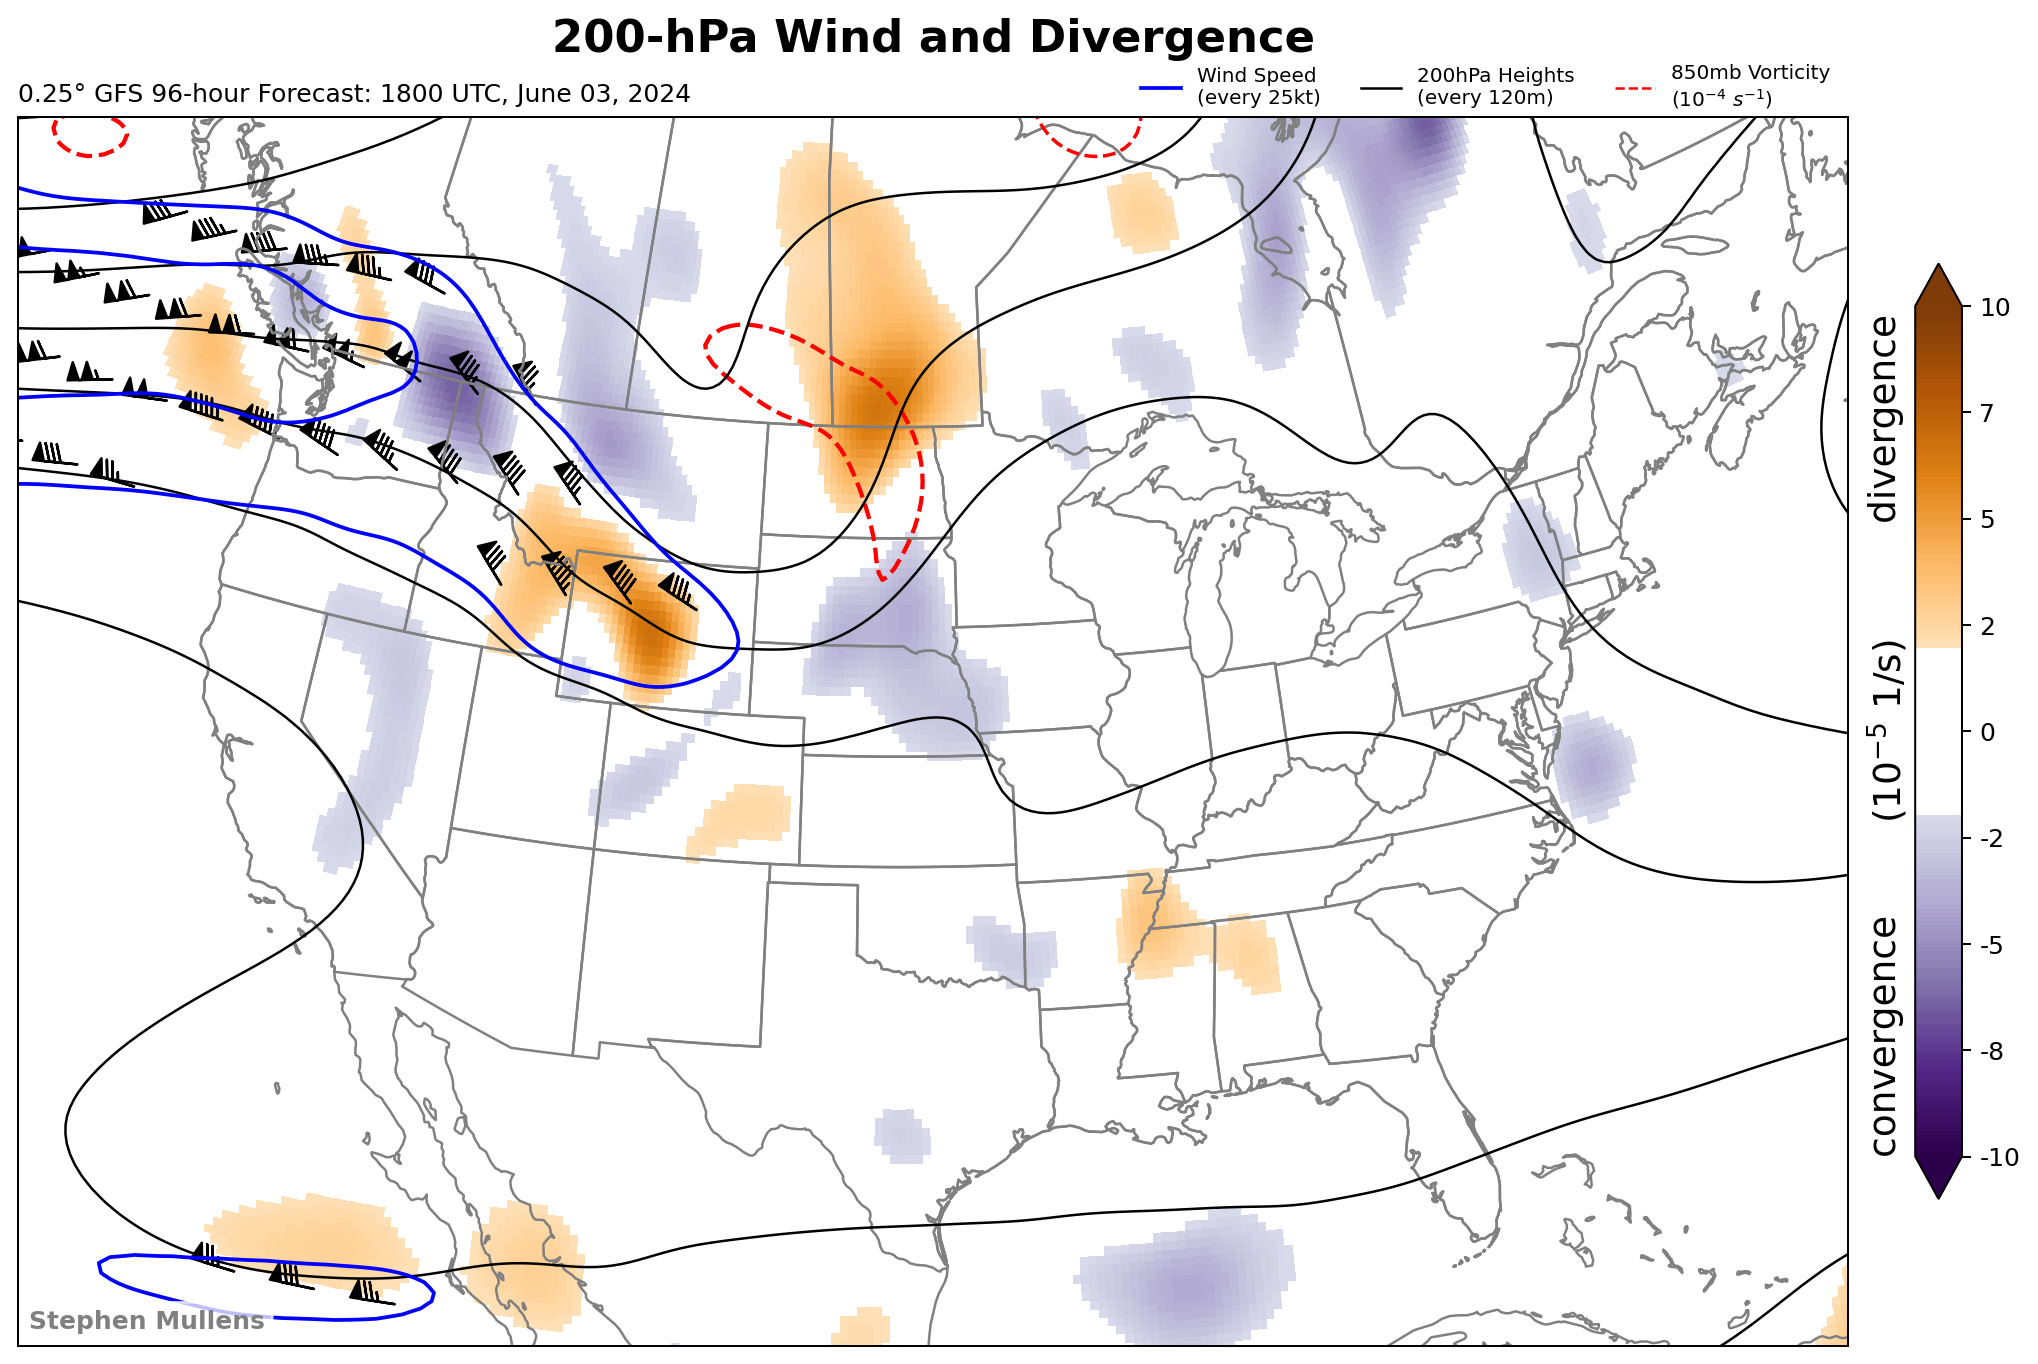 200-hPa Wind and Divergence
0.25° GFS 96-hour Forecast: 1800 UTC, June 03, 2024
Wind Speed
(every 25kt)
200hPa Heights
(every 120m)
850mb Vorticity
(10⁻⁴ s⁻¹)
10
7
5
2
0
-2
-5
-8
-10
convergence (10⁻⁵ 1/s) divergence
Stephen Mullens